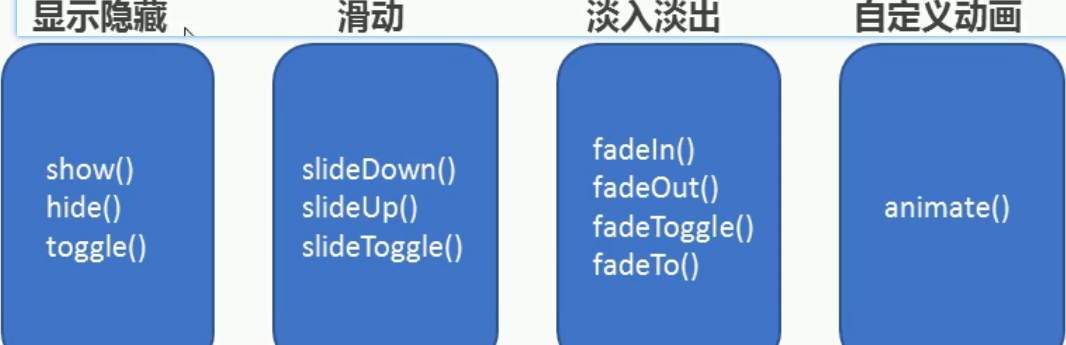 显示隐藏
滑动
淡入淡出
自定义动画
show()
hide()
toggle()
slideDown()
slideUp()
slideToggle()
fadeIn()
fadeOut()
fadeToggle()
fadeTo()
animate()